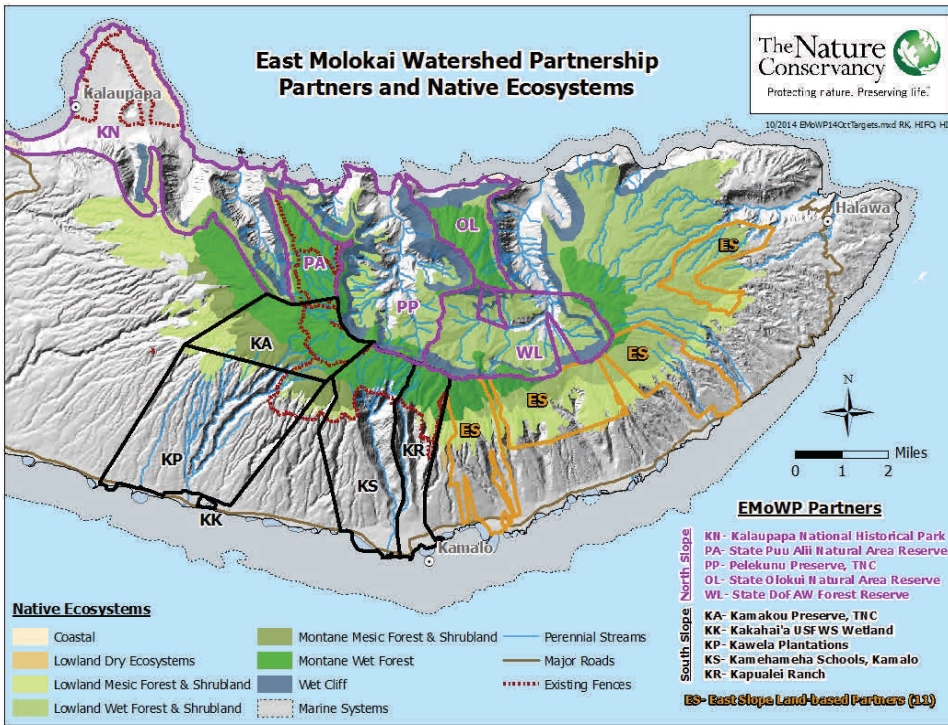 East Molokai Watershed Partnership
Partners and Native Ecosystems
The Nature
Conservancy
Protecting nature. Preserving life.™
10/2014 EMoWP14OctTargets.mxd RK, HIFO, HI
Kalaupapa
KN
PA
OL
PP
WL
ES
Halawa
KA
ES
ES
ES
KP
KS
KR
KK
Kamalo
N
0 1 2 Miles
EMoWP Partners
North Slope
KN- Kalaupapa National Historical Park
PA- State Puu Alii Natural Area Reserve
PP- Pelekunu Preserve, TNC
OL- State Olokui Natural Area Reserve
WL- State DoFAW Forest Reserve
South Slope
KA- Kamakou Preserve, TNC
KK- Kakahai'a USFWS Wetland
KP- Kawela Plantations
KS- Kamehameha Schools, Kamalo
KR- Kapualei Ranch
ES- East Slope Land-based Partners (11)
Native Ecosystems
Coastal
Lowland Dry Ecosystems
Lowland Mesic Forest & Shrubland
Lowland Wet Forest & Shrubland
Montane Mesic Forest & Shrubland
Montane Wet Forest
Wet Cliff
Marine Systems
Perennial Streams
Major Roads
Existing Fences